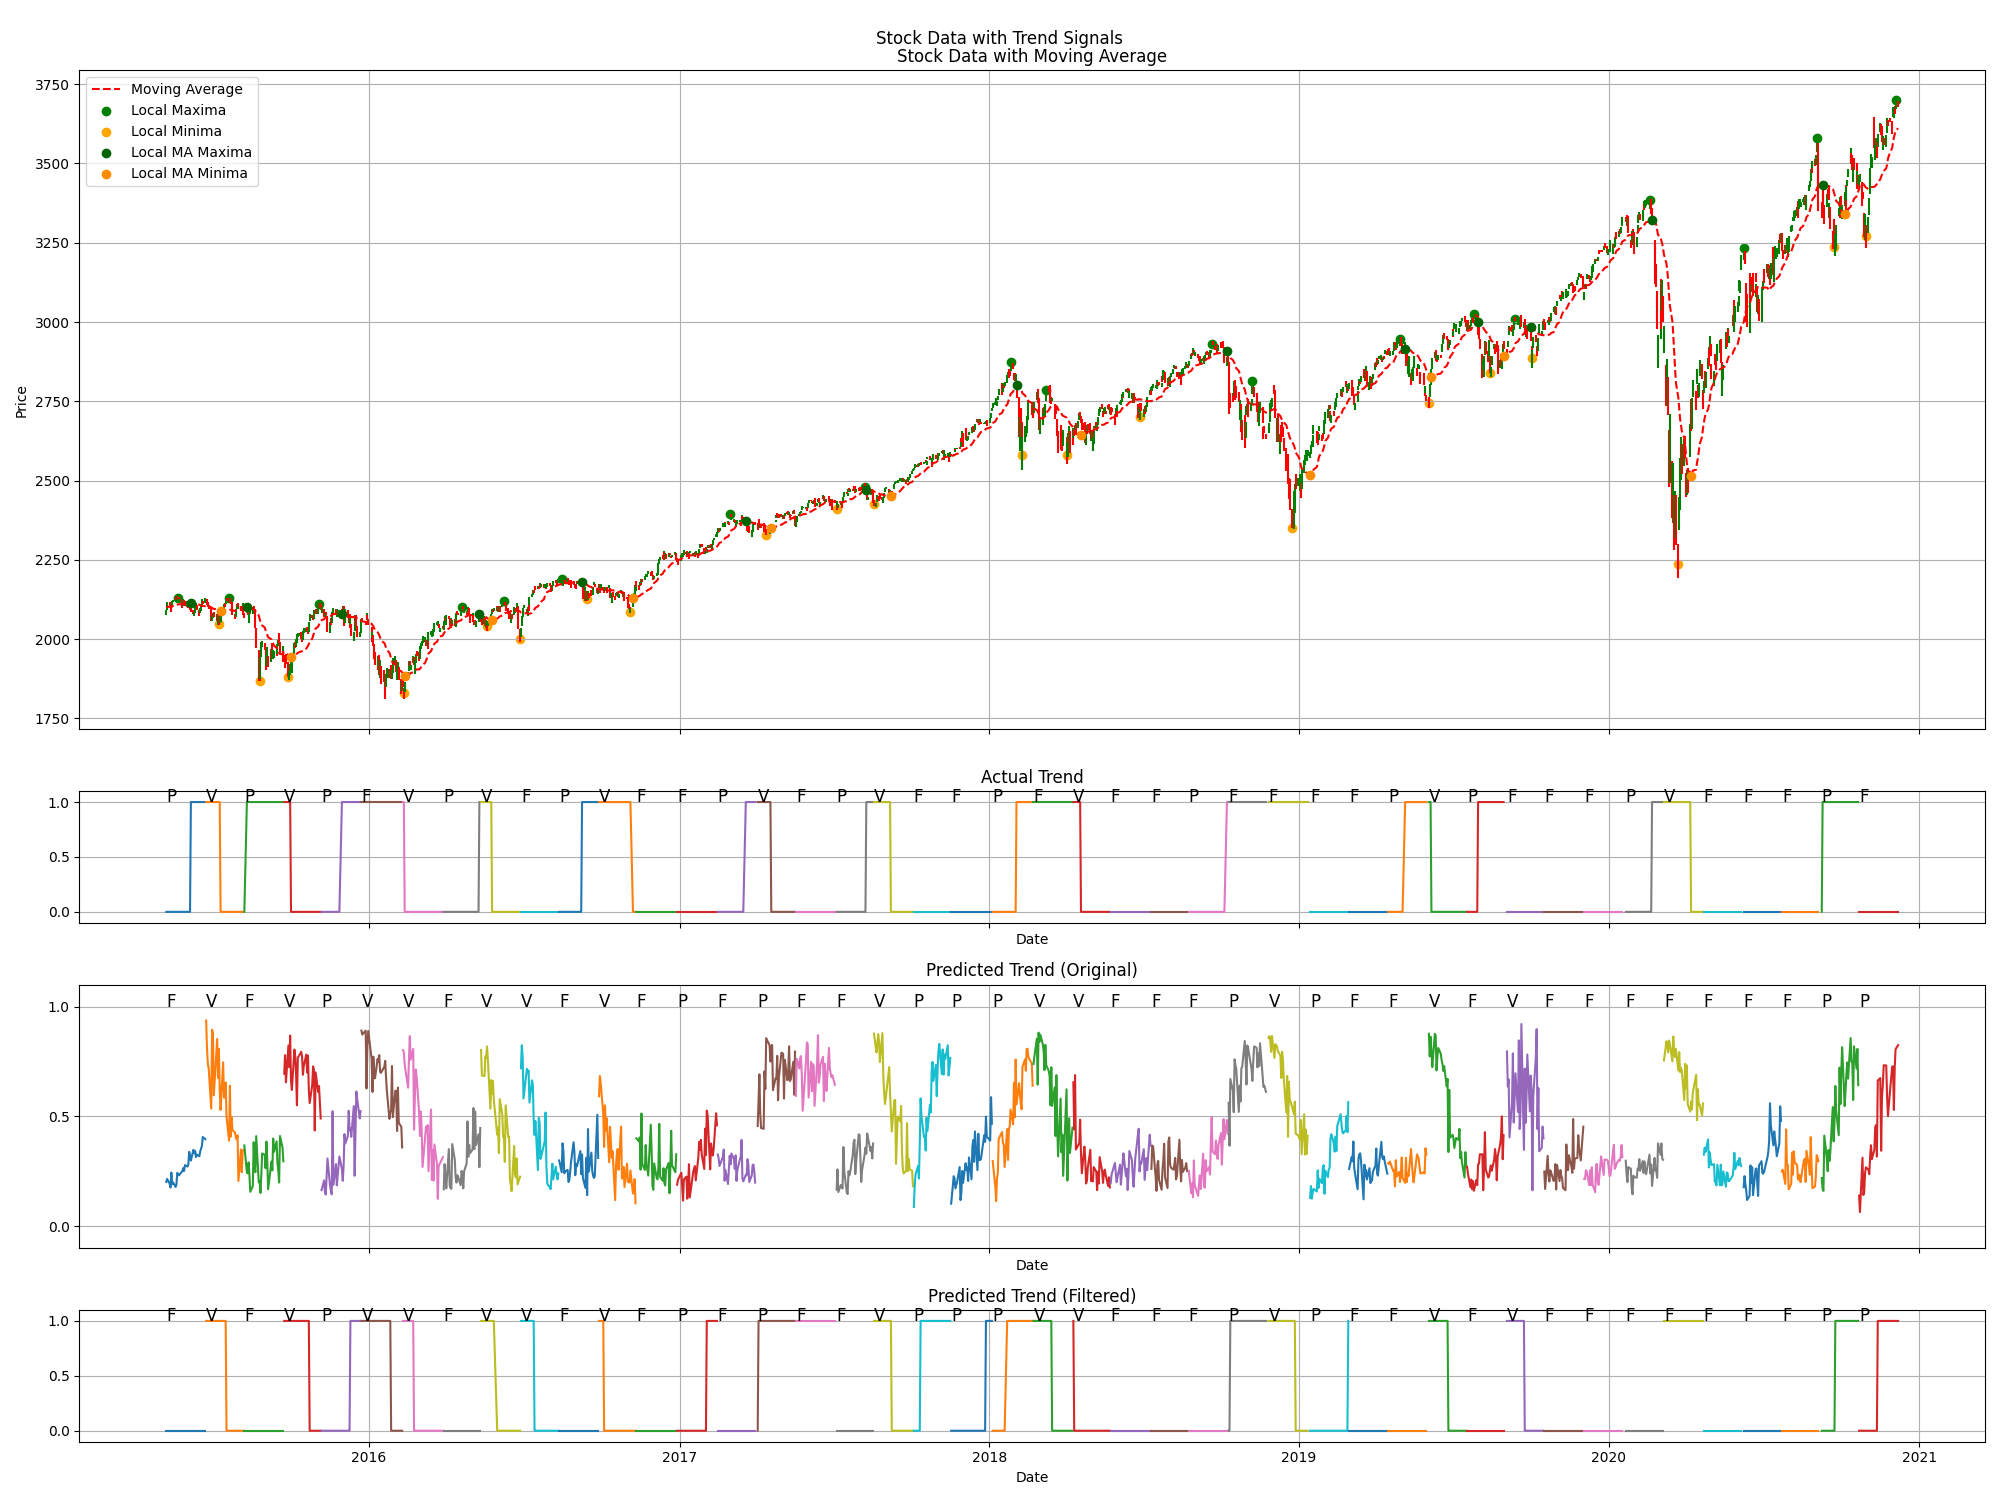 Stock Data with Trend Signals
Stock Data with Moving Average
Price
3750
3500
3250
3000
2750
2500
2250
2000
1750
Moving Average
Local Maxima
Local Minima
Local MA Maxima
Local MA Minima
Actual Trend
P V P V P F V P V F P V F F P V F P V F F P F V F F P F F F F P V P F F F P V F F F P F
1.0
0.5
0.0
Date
Predicted Trend (Original)
F V F V P V V F V V F V F P F P F F V P P P V V F F F P V P F F V F V F F F F F F F P P
1.0
0.5
0.0
Date
Predicted Trend (Filtered)
F V F V P V V F V V F V F P F P F F V P P P V V F F F P V P F F V F V F F F F F F F P P
1.0
0.5
0.0
2016 2017 2018 2019 2020 2021
Date